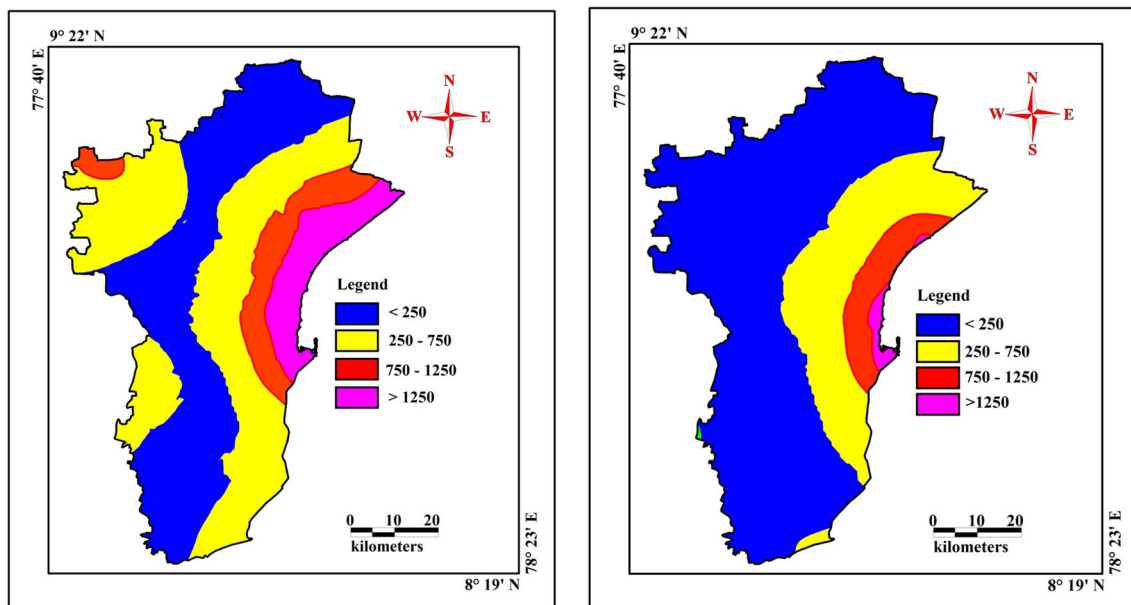 9° 22' N
77° 40' E
N
W E
S
Legend
< 250
250 - 750
750 - 1250
> 1250
0 10 20
kilometers
78° 23' E
8° 19' N
9° 22' N
77° 40' E
N
W E
S
Legend
< 250
250 - 750
750 - 1250
>1250
0 10 20
kilometers
78° 23' E
8° 19' N